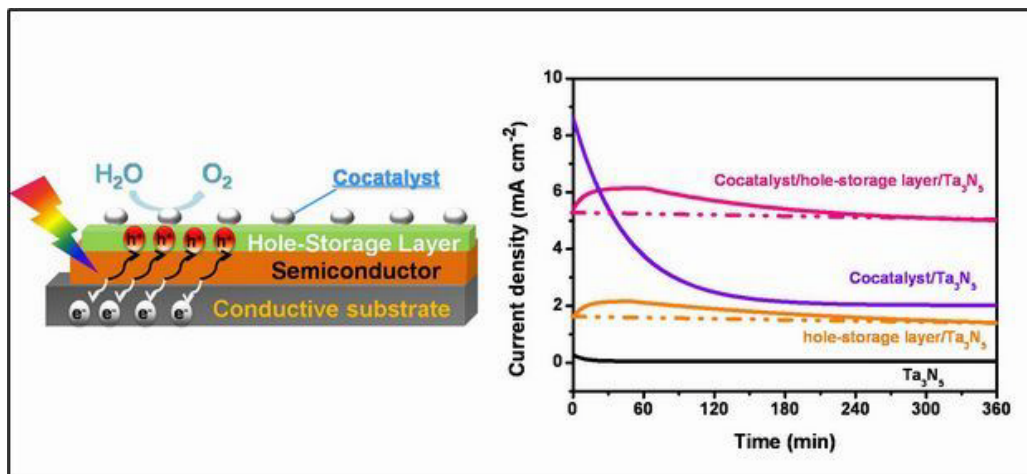 H₂O
O₂
Cocatalyst
h⁺ h⁺ h⁺ h⁺
Hole-Storage Layer
Semiconductor
e⁻ e⁻ e⁻ e⁻
Conductive substrate
Current density (mA cm⁻²)
10
8
6
4
2
0
Cocatalyst/hole-storage layer/Ta₃N₅
Cocatalyst/Ta₃N₅
hole-storage layer/Ta₃N₅
Ta₃N₅
0 60 120 180 240 300 360
Time (min)